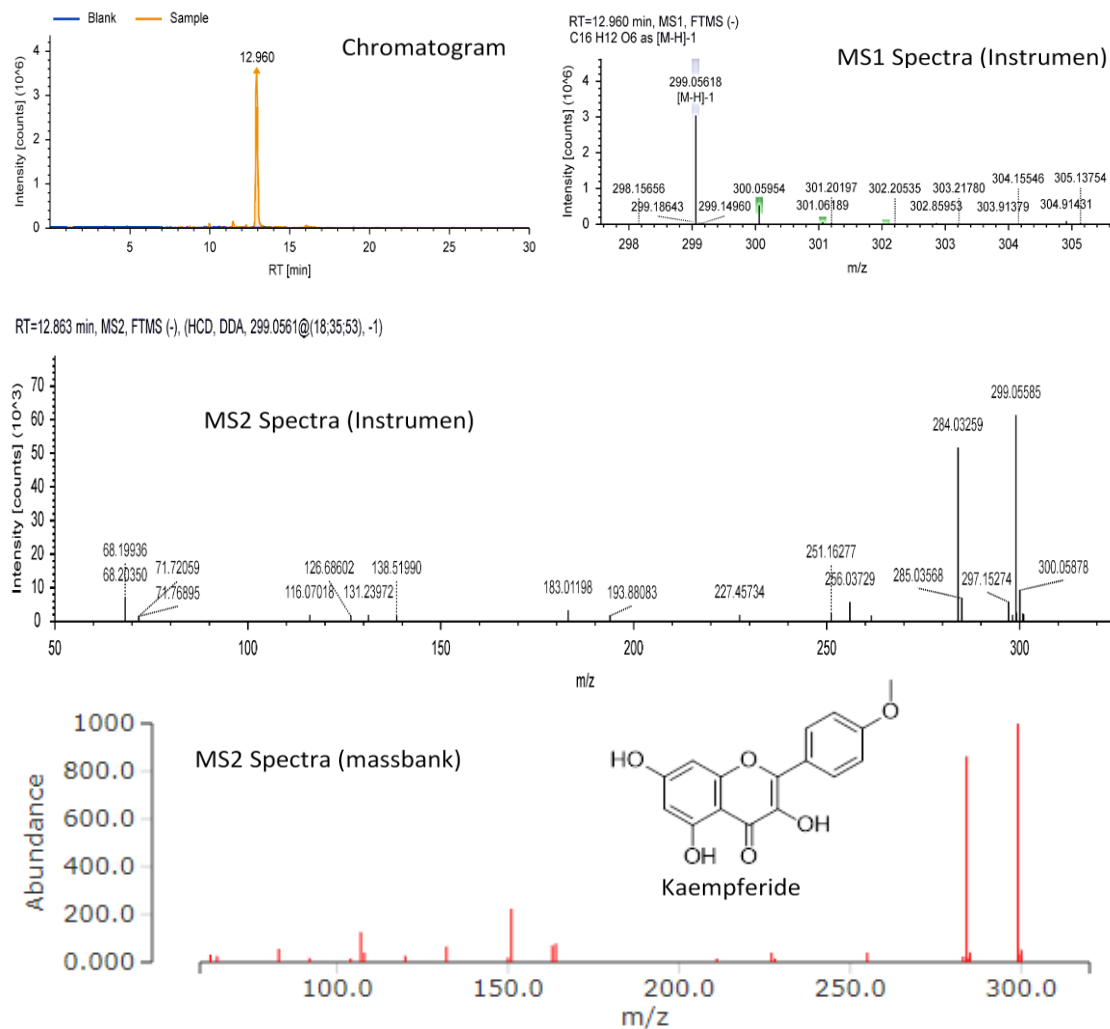 Blank Sample
Chromatogram
12.960
Intensity [counts] (10^6)
4
3
2
1
0
5 10 15 20 25 30
RT [min]
RT=12.960 min, MS1, FTMS (-)
C16 H12 O6 as [M-H]-1
MS1 Spectra (Instrumen)
299.05618
[M-H]-1
Intensity [counts] (10^6)
4
3
2
1
0
298.15656 300.05954 301.20197 302.20535 303.21780 304.15546 305.13754
299.18643 299.14960 301.06189 302.85953 303.91379 304.91431
298 299 300 301 302 303 304 305
m/z
RT=12.863 min, MS2, FTMS (-), (HCD, DDA, 299.0561@(18;35;53), -1)
MS2 Spectra (Instrumen)
Intensity [counts] (10^3)
70
60
50
40
30
20
10
0
299.05585
284.03259
68.19936 71.72059 126.68602 138.51990 251.16277
68.20350 71.76895 116.07018 131.23972 183.01198 193.88083 227.45734 256.03729 285.03568 297.15274 300.05878
50 100 150 200 250 300
m/z
MS2 Spectra (massbank)
Abundance
1000
800.0
600.0
400.0
200.0
0.000
O
HO
O
OH
OH
O
Kaempferide
100.0 150.0 200.0 250.0 300.0
m/z